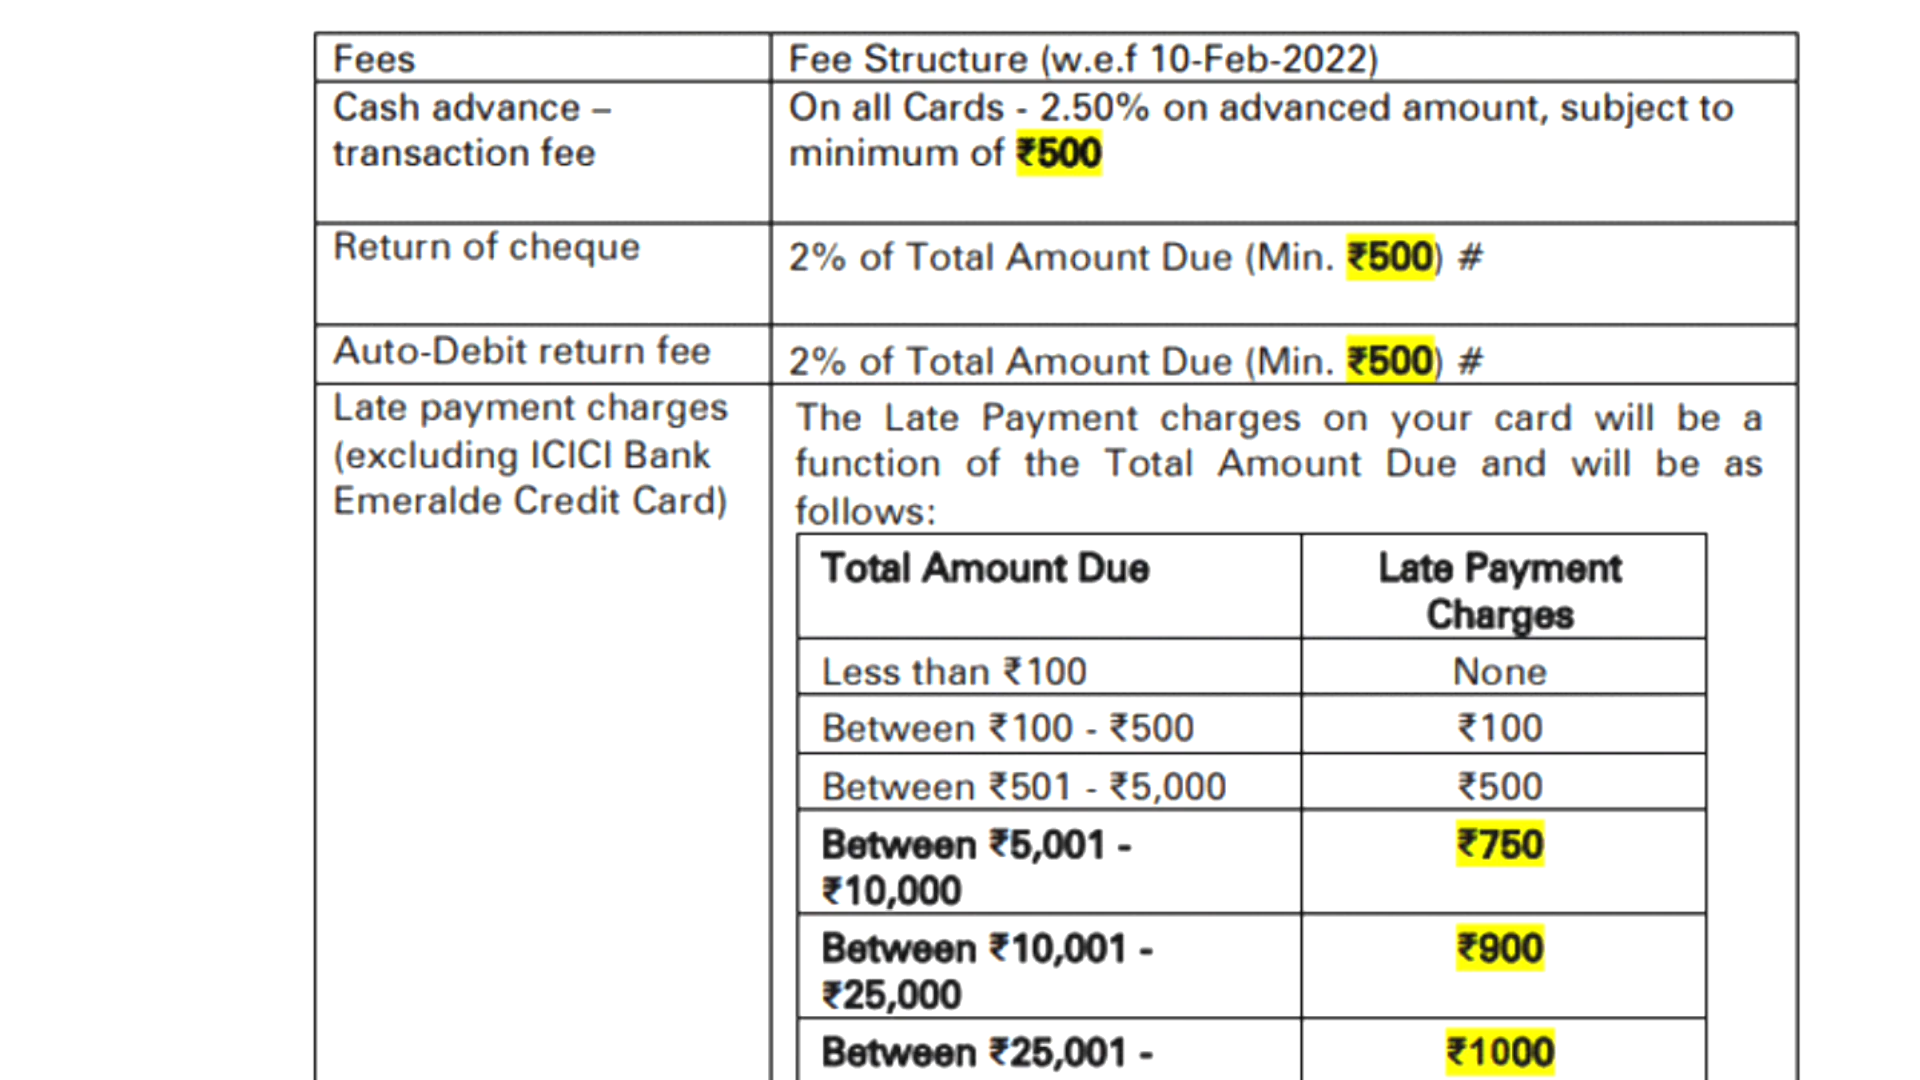 Fees
Fee Structure (w.e.f 10-Feb-2022)
Cash advance –
transaction fee
On all Cards - 2.50% on advanced amount, subject to
minimum of ₹500
Return of cheque
2% of Total Amount Due (Min. ₹500) #
Auto-Debit return fee
2% of Total Amount Due (Min. ₹500) #
Late payment charges
(excluding ICICI Bank
Emeralde Credit Card)
The Late Payment charges on your card will be a
function of the Total Amount Due and will be as
follows:
Total Amount Due
Late Payment
Charges
Less than ₹100
None
Between ₹100 - ₹500
₹100
Between ₹501 - ₹5,000
₹500
Between ₹5,001 -
₹10,000
₹750
Between ₹10,001 -
₹25,000
₹900
Between ₹25,001 -
₹1000